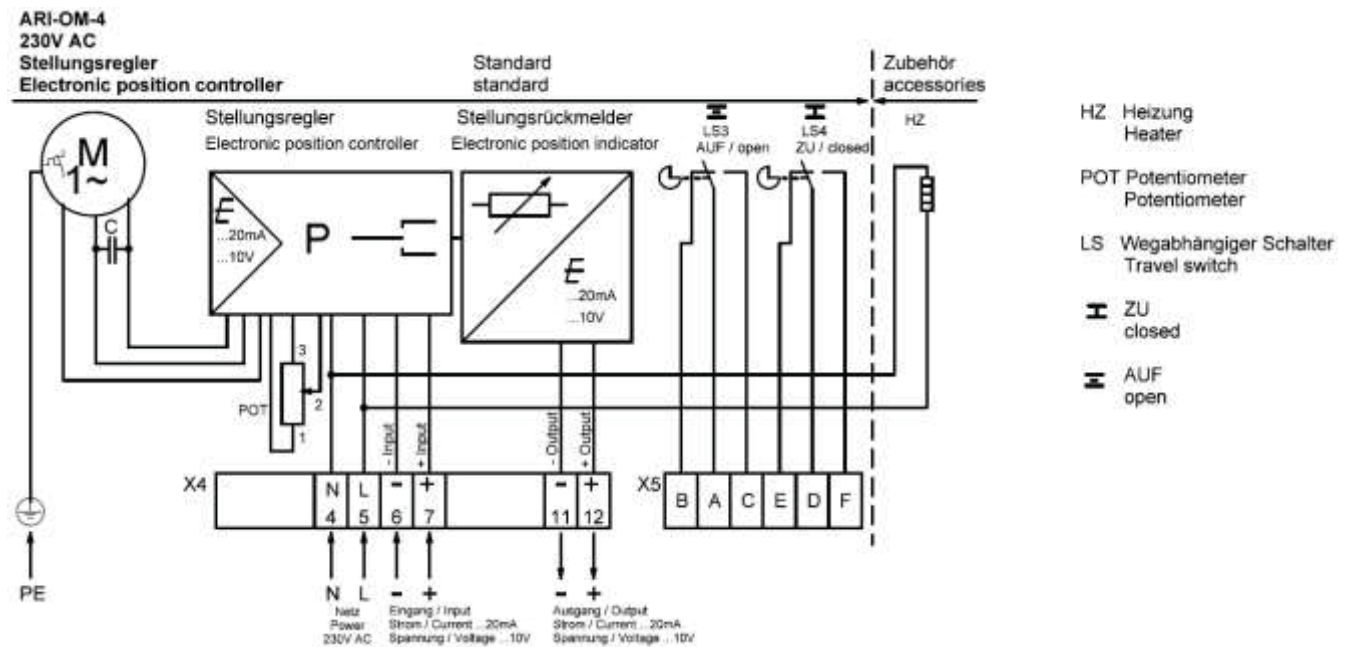 ARI-OM-4
230V AC
Stellungsregler
Electronic position controller
Standard
standard
Zubehör
accessories
Stellungsregler
Electronic position controller
Stellungsrückmelder
Electronic position indicator
LS3
AUF / open
LS4
ZU / closed
HZ
M
1~
C
E
...20mA
...10V
P
E
...20mA
...10V
POT
3
2
1
- Input
+ Input
- Output
+ Output
X4
N L - +
4 5 6 7
- +
11 12
X5
B A C E D F
PE
N L - +
Netz
Power
230V AC
Eingang / Input
Strom / Current ...20mA
Spannung / Voltage ...10V
- +
Ausgang / Output
Strom / Current ...20mA
Spannung / Voltage ...10V
HZ Heizung
Heater
POT Potentiometer
Potentiometer
LS Wegabhängiger Schalter
Travel switch
ZU
closed
AUF
open